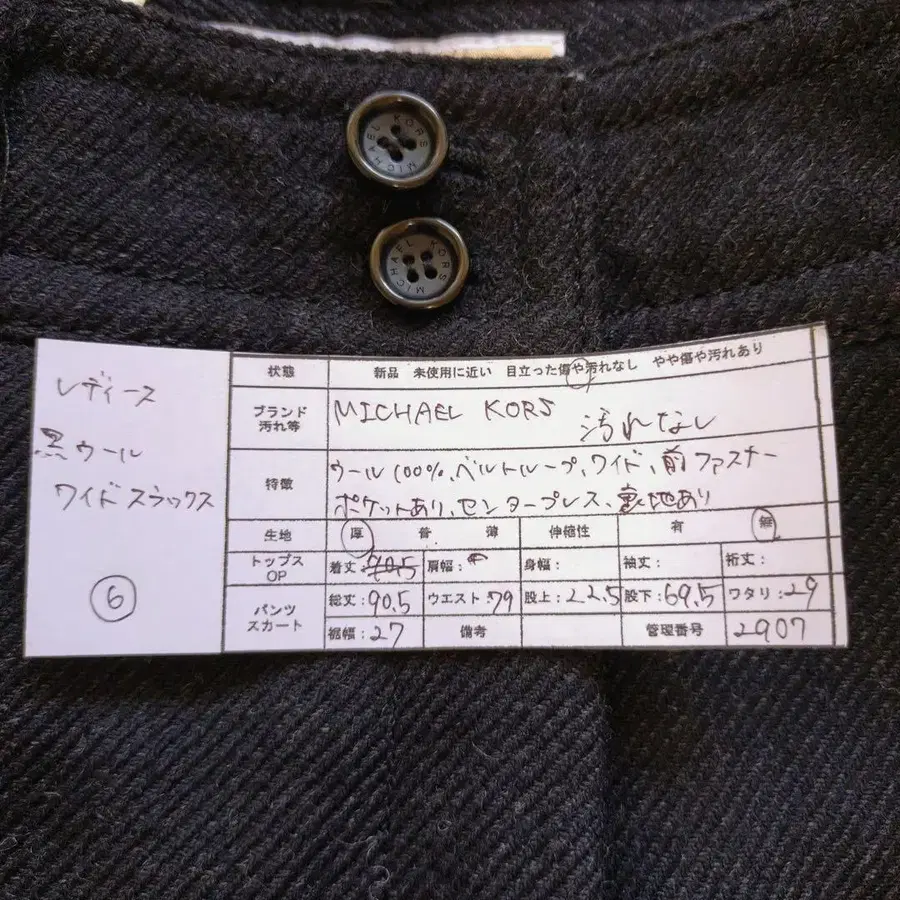 MICHAEL KORS
MICHAEL KORS
レディース
黒ウール
ワイドスラックス
⑥
状態 新品 未使用に近い 目立った傷や汚れなし やや傷や汚れあり
ブランド 汚れ等 MICHAEL KORS 汚れなし
特徴 ウール100%、ベルトループ、ワイド、前ファスナー
ポケットあり、センタープレス、裏地あり
生地 厚 普 薄 伸縮性 有 無
トップス OP 着丈:90.5 肩幅: 身幅: 袖丈: 裄丈:
パンツ スカート 総丈:90.5 ウエスト:79 股上:22.5 股下:69.5 ワタリ:29
裾幅:27 備考 管理番号 2907